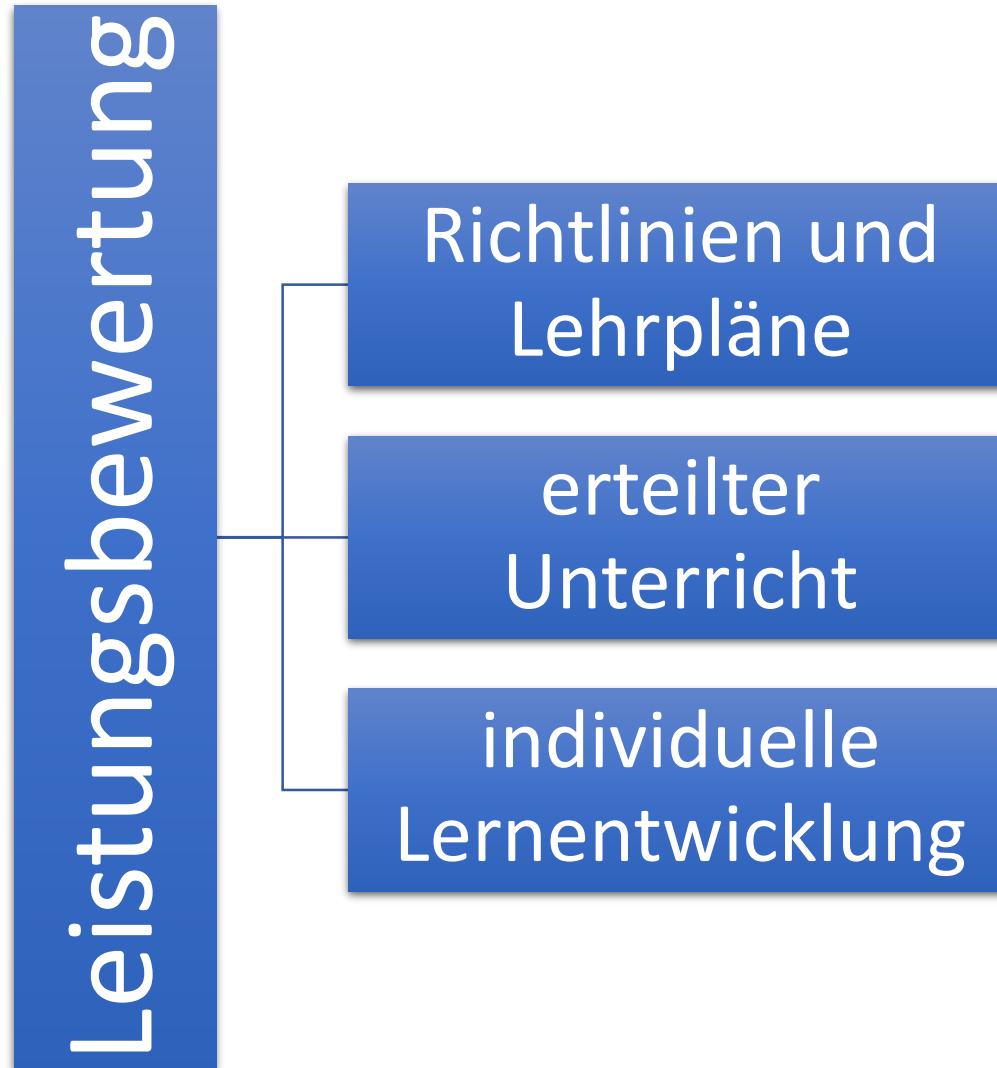 Leistungsbewertung
Richtlinien und
Lehrpläne
erteilter
Unterricht
individuelle
Lernentwicklung